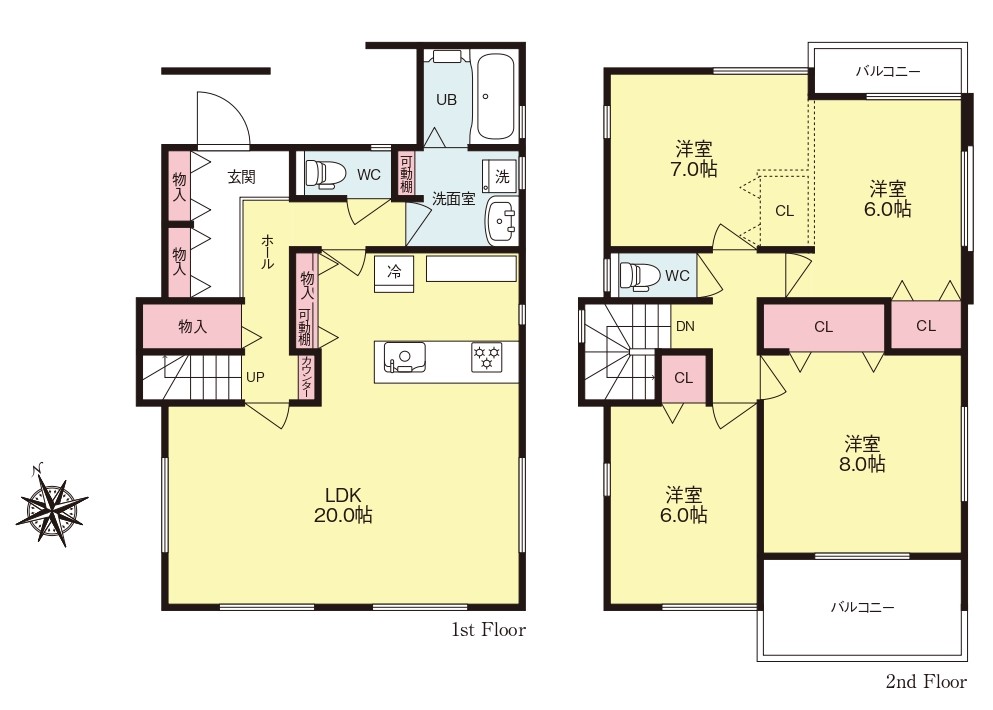 UB
物入
玄関
WC
可動棚
洗
洗面室
物入
ホール
物入
冷
物入
可動棚
カウンター
UP
LDK
20.0帖
N
1st Floor
バルコニー
洋室
7.0帖
CL
洋室
6.0帖
WC
DN
CL
CL
CL
洋室
8.0帖
洋室
6.0帖
バルコニー
2nd Floor